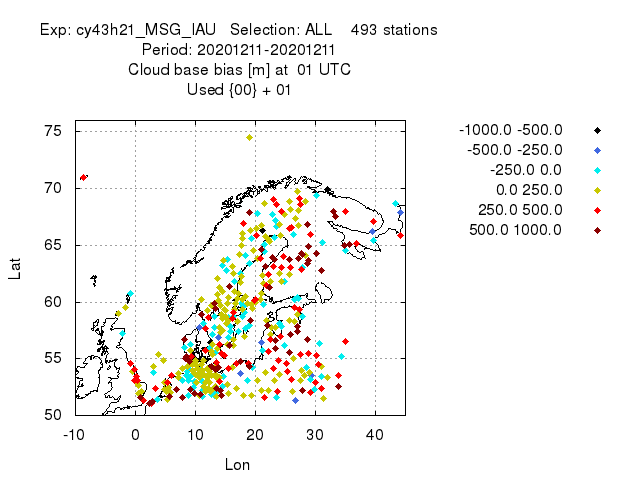 Exp: cy43h21_MSG_IAU Selection: ALL 493 stations
Period: 20201211-20201211
Cloud base bias [m] at 01 UTC
Used {00} + 01
-1000.0 -500.0
-500.0 -250.0
-250.0 0.0
0.0 250.0
250.0 500.0
500.0 1000.0
75
70
65
60
55
50
Lat
-10 0 10 20 30 40
Lon